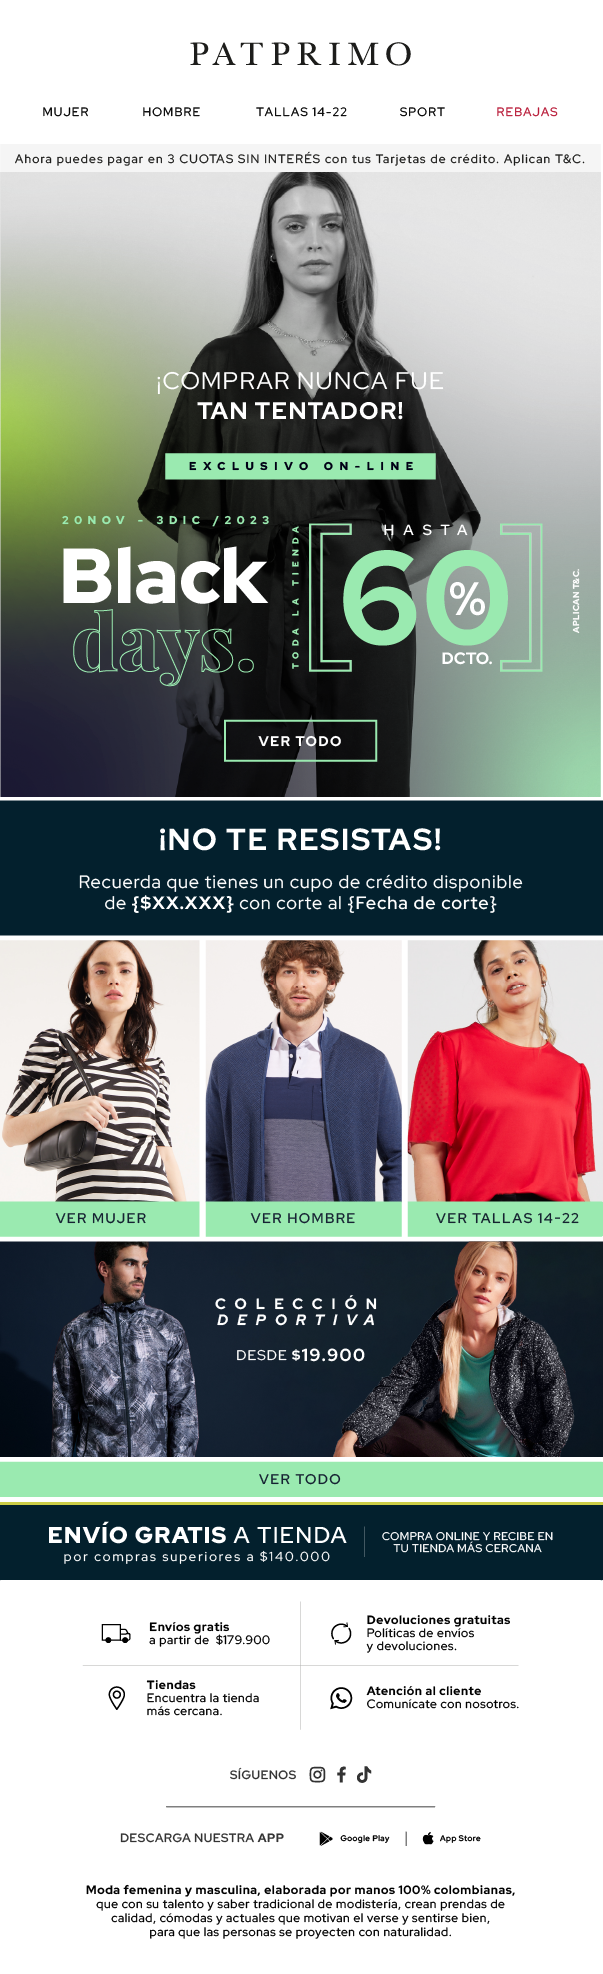 PATPRIMO
MUJER HOMBRE TALLAS 14-22 SPORT REBAJAS
Ahora puedes pagar en 3 CUOTAS SIN INTERÉS con tus Tarjetas de crédito. Aplican T&C.
¡COMPRAR NUNCA FUE
TAN TENTADOR!
EXCLUSIVO ON-LINE
20NOV - 3DIC /2023
Black
days.
TODA LA TIENDA
HASTA
60%
DCTO.
APLICAN T&C.
VER TODO
¡NO TE RESISTAS!
Recuerda que tienes un cupo de crédito disponible
de {$XX.XXX} con corte al {Fecha de corte}
VER MUJER VER HOMBRE VER TALLAS 14-22
COLECCIÓN
DEPORTIVA
DESDE $19.900
VER TODO
ENVÍO GRATIS A TIENDA
por compras superiores a $140.000
COMPRA ONLINE Y RECIBE EN
TU TIENDA MÁS CERCANA
Envíos gratis
a partir de $179.900
Devoluciones gratuitas
Políticas de envíos
y devoluciones.
Tiendas
Encuentra la tienda
más cercana.
Atención al cliente
Comunícate con nosotros.
SÍGUENOS
DESCARGA NUESTRA APP Google Play | App Store
Moda femenina y masculina, elaborada por manos 100% colombianas,
que con su talento y saber tradicional de modistería, crean prendas de
calidad, cómodas y actuales que motivan el verse y sentirse bien,
para que las personas se proyecten con naturalidad.